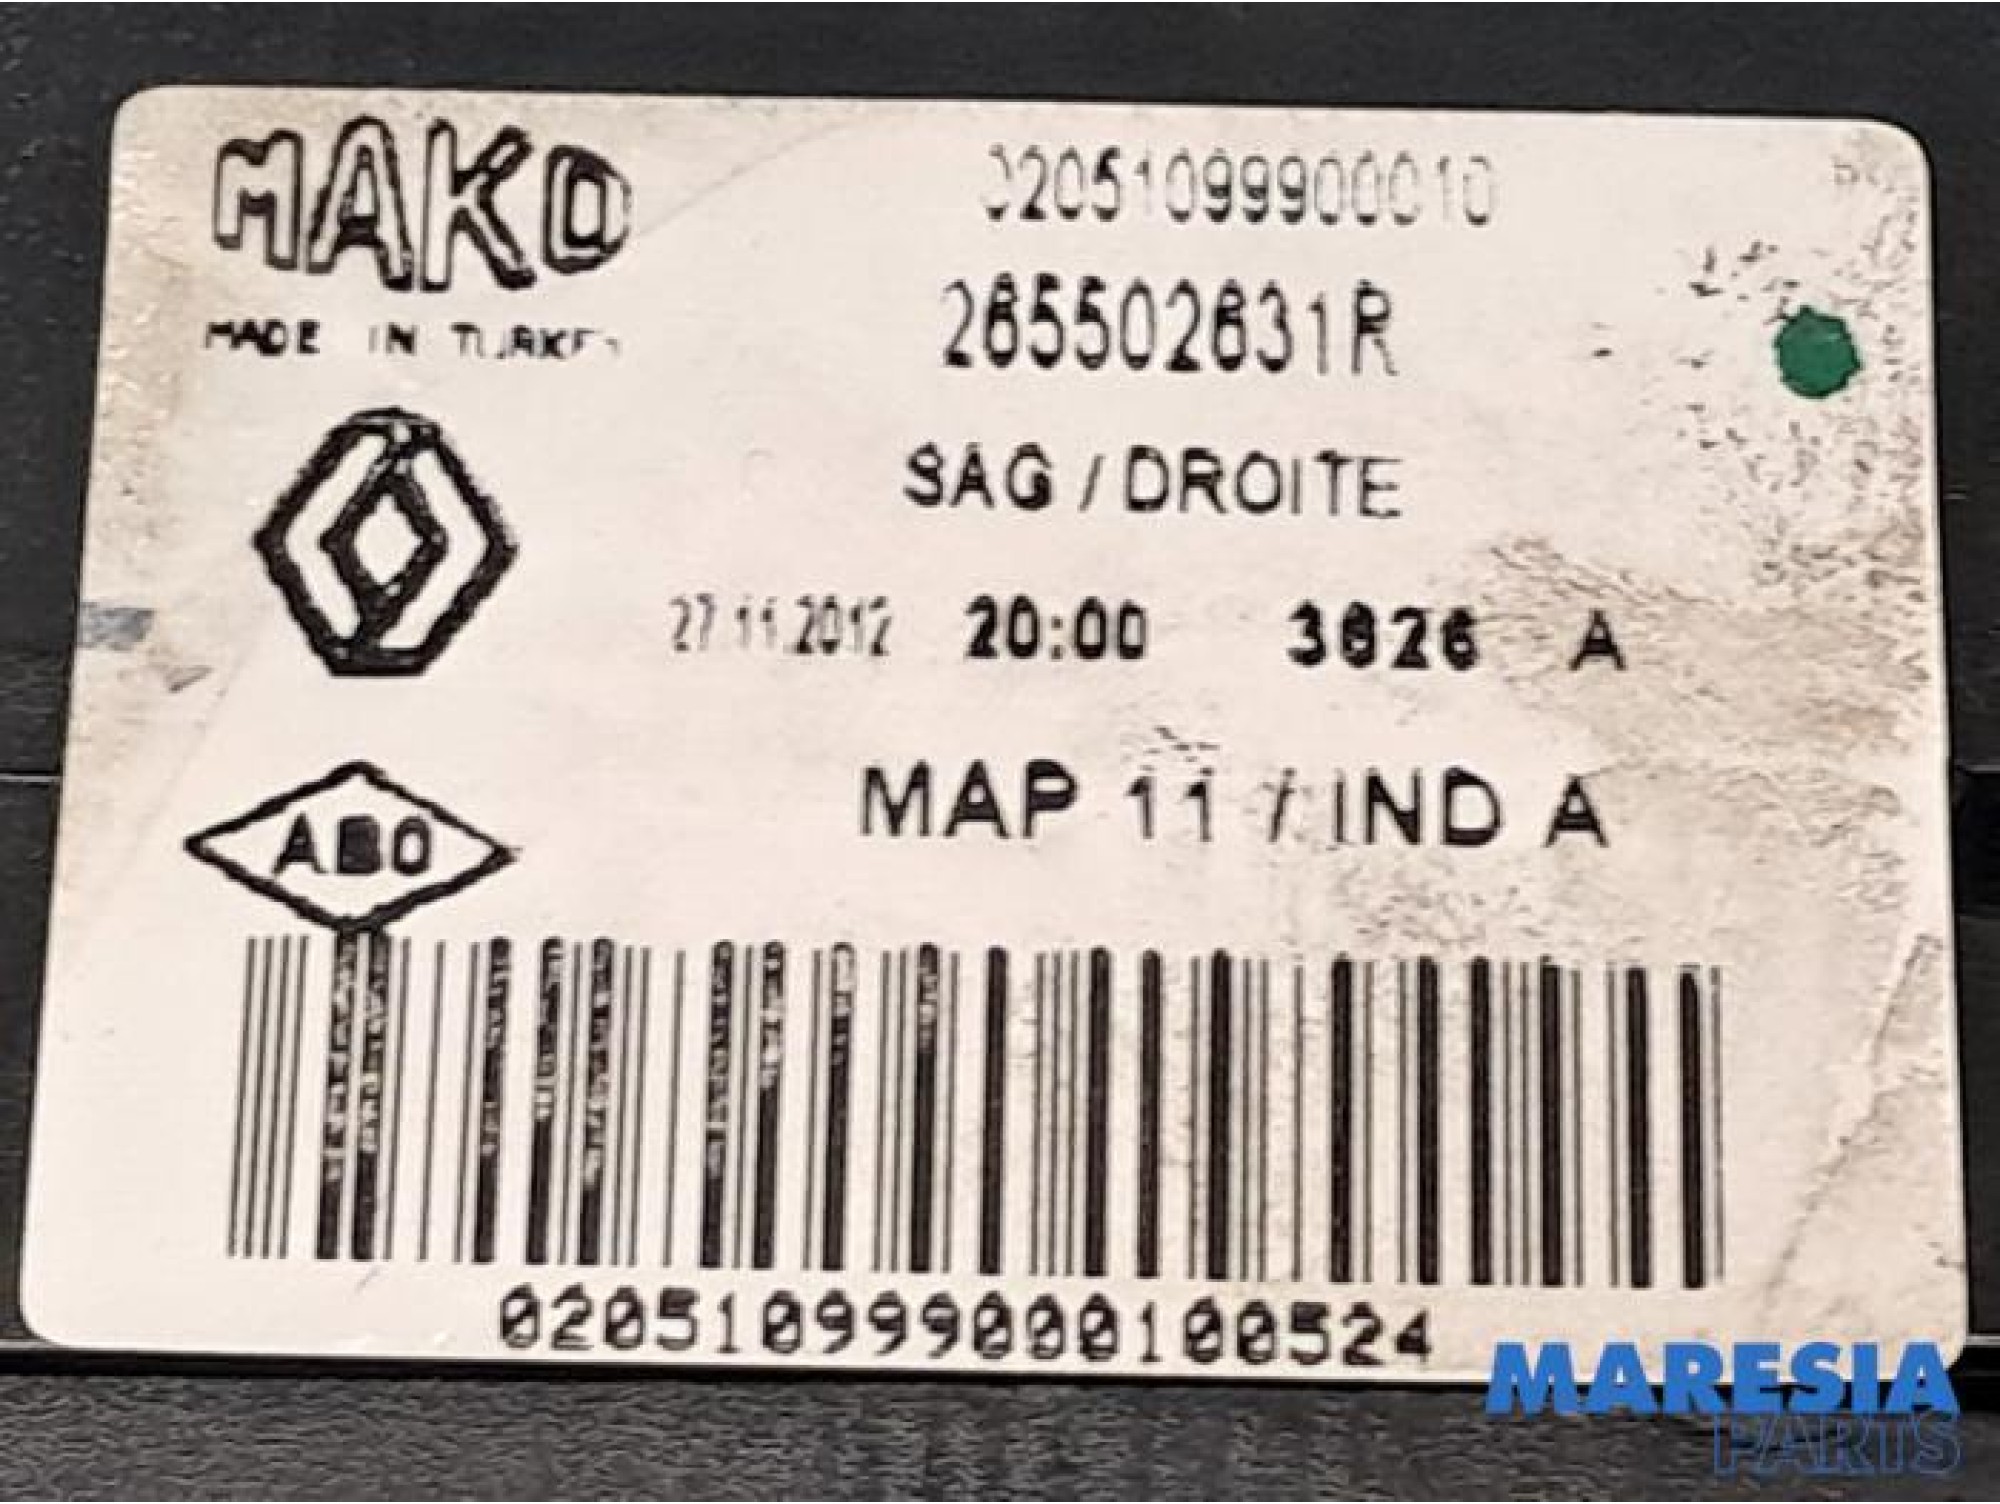 MAKO
02051099900010
MADE IN TURKEY
265502631R
SAG / DROITE
27.11.2012 20:00 3626 A
ABO
MAP 11 / IND A
02051099900100524
MARESIA
PARTS